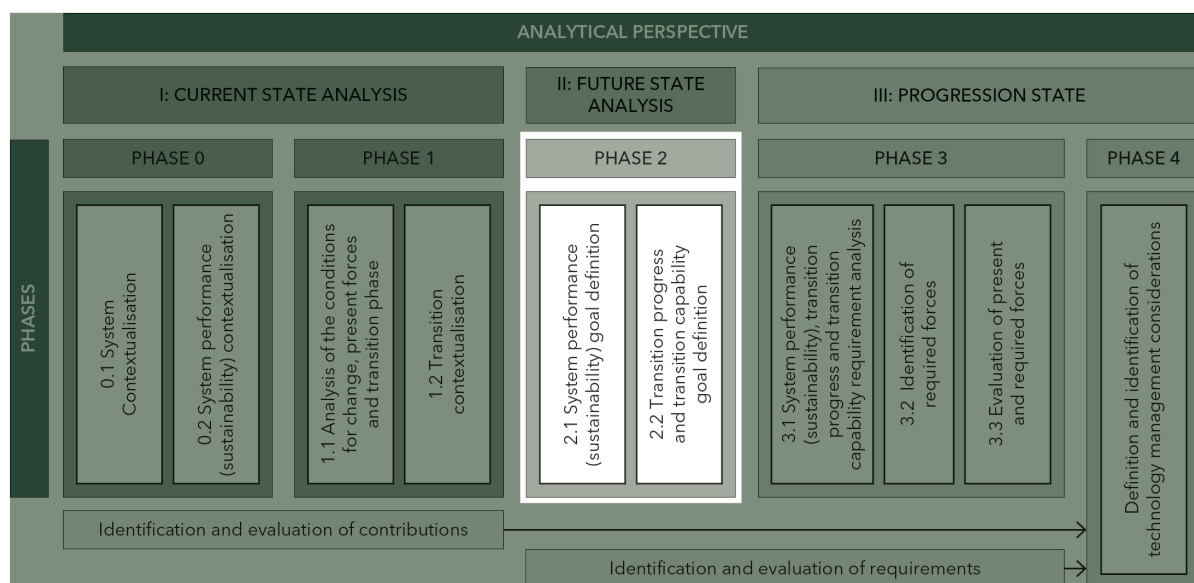 ANALYTICAL PERSPECTIVE
I: CURRENT STATE ANALYSIS
II: FUTURE STATE
ANALYSIS
III: PROGRESSION STATE
PHASES
PHASE 0
PHASE 1
PHASE 2
PHASE 3
PHASE 4
0.1 System
Contextualisation
0.2 System performance
(sustainability) contextualisation
1.1 Analysis of the conditions
for change, present forces
and transition phase
1.2 Transition
contextualisation
2.1 System performance
(sustainability) goal definition
2.2 Transition progress
and transition capability
goal definition
3.1 System performance
(sustainability), transition
progress and transition
capability requirement analysis
3.2 Identification of
required forces
3.3 Evaluation of present
and required forces
Definition and identification of
technology management considerations
Identification and evaluation of contributions
Identification and evaluation of requirements